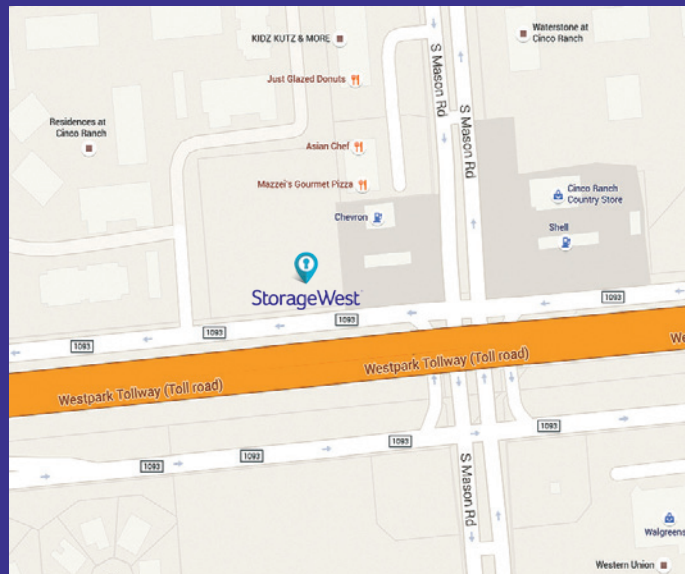 Waterstone at
Cinco Ranch
KIDZ KUTZ & MORE
S Mason Rd
S Mason Rd
Just Glazed Donuts
Residences at
Cinco Ranch
Asian Chef
Mazzei's Gourmet Pizza
Cinco Ranch
Country Store
Chevron
Shell
StorageWest
1093
1093
1093
1093
We
Westpark Tollway (Toll road)
Westpark Tollway (Toll road)
1093
1093
1093
1093
S Mason Rd
Walgreens
Western Union